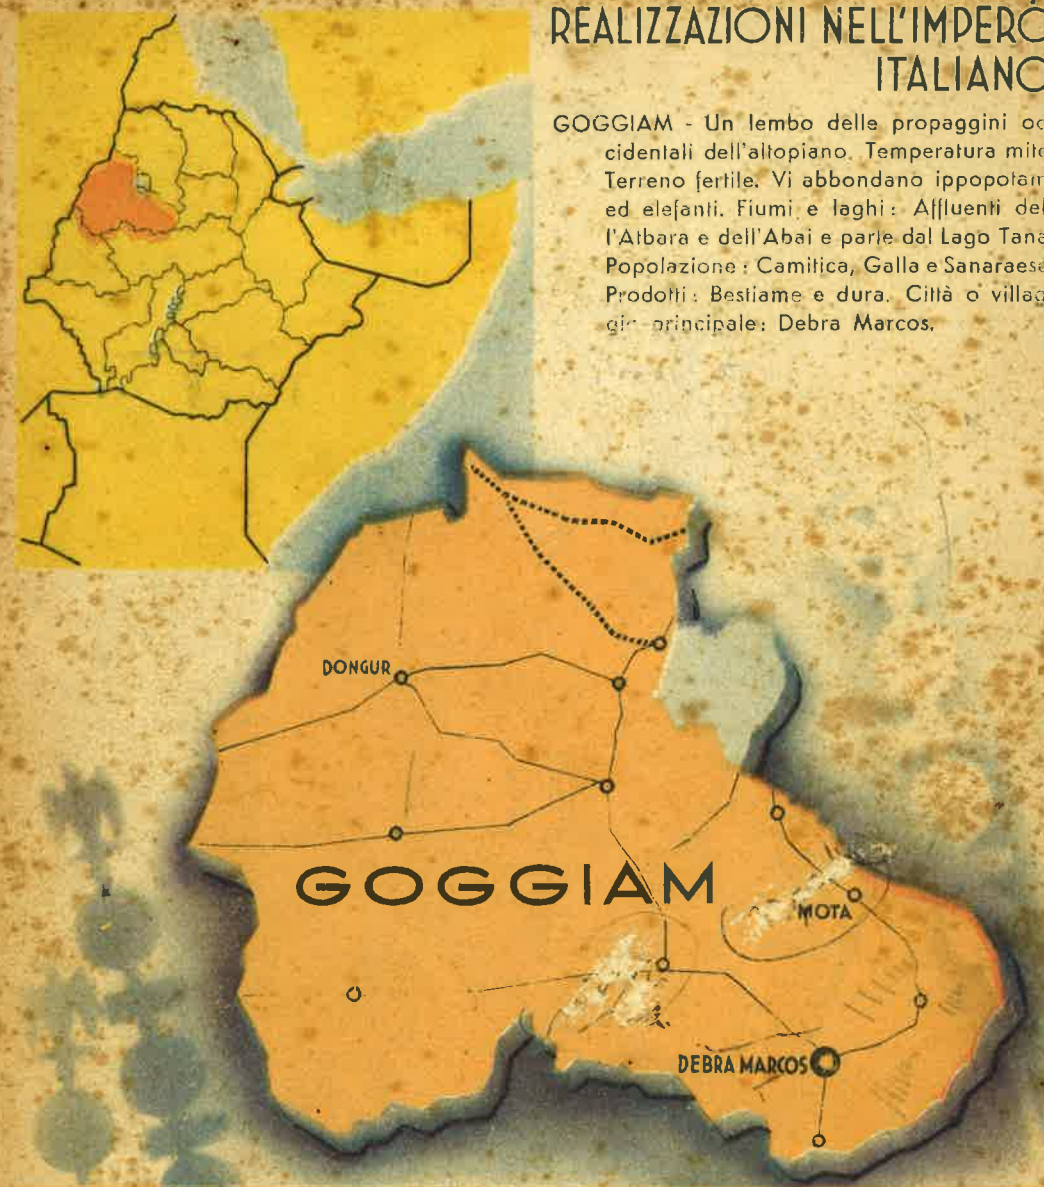 REALIZZAZIONI NELL'IMPERO
ITALIANO
GOGGIAM - Un lembo delle propaggini oc
cidentali dell'altopiano. Temperatura mite
Terreno fertile. Vi abbondano ippopotam
ed elefanti. Fiumi e laghi: Affluenti del
l'Atbara e dell'Abai e parte dal Lago Tana
Popolazione: Camitica, Galla e Sanaraese
Prodotti: Bestiame e dura. Città o villag
gio principale: Debra Marcos.
DONGUR
GOGGIAM
MOTA
DEBRA MARCOS